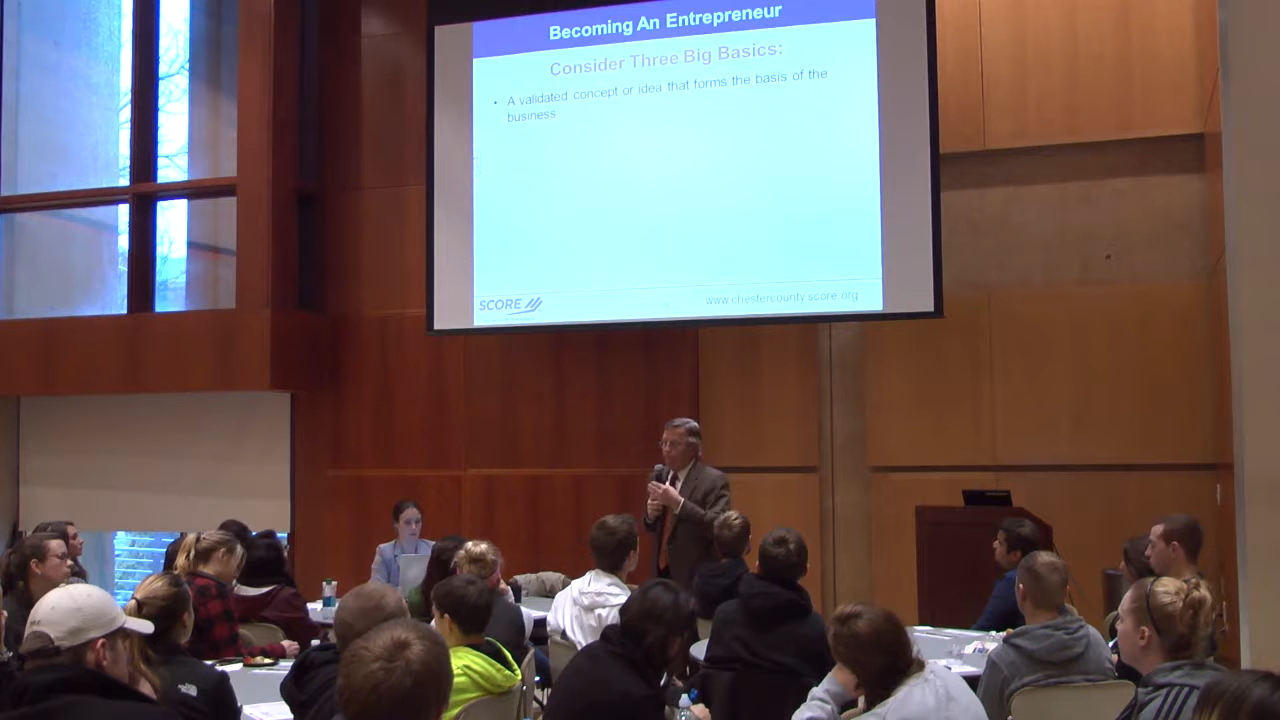 Becoming An Entrepreneur
Consider Three Big Basics:
• A validated concept or idea that forms the basis of the
business
SCORE
www.chestercounty.score.org